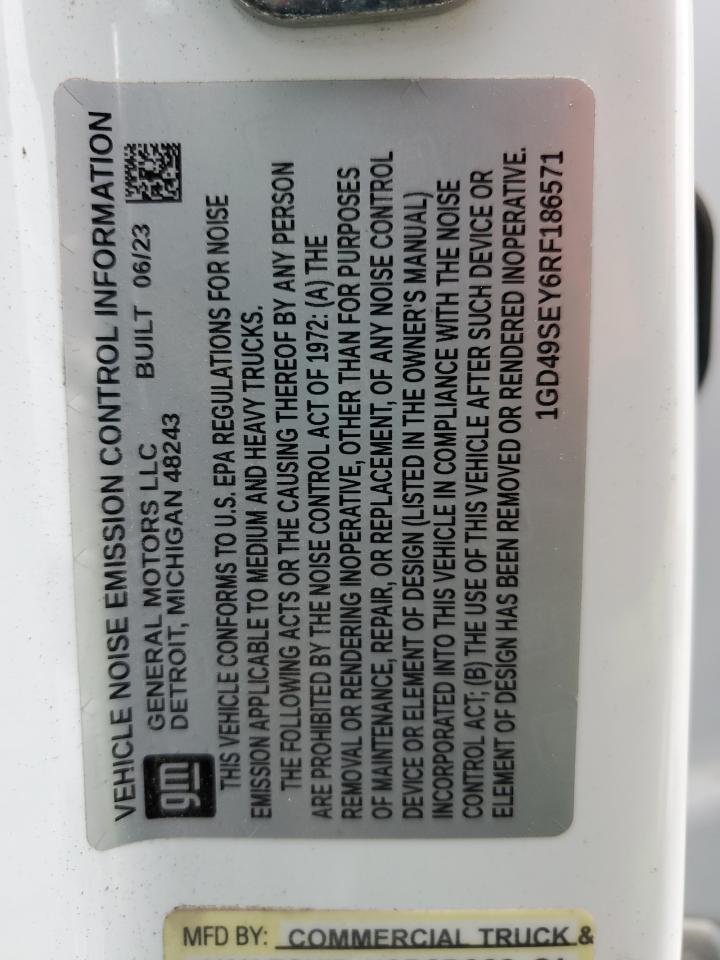 VEHICLE NOISE EMISSION CONTROL INFORMATION
gm
GENERAL MOTORS LLC BUILT 06/23
DETROIT, MICHIGAN 48243
THIS VEHICLE CONFORMS TO U.S. EPA REGULATIONS FOR NOISE
EMISSION APPLICABLE TO MEDIUM AND HEAVY TRUCKS.
THE FOLLOWING ACTS OR THE CAUSING THEREOF BY ANY PERSON
ARE PROHIBITED BY THE NOISE CONTROL ACT OF 1972: (A) THE
REMOVAL OR RENDERING INOPERATIVE, OTHER THAN FOR PURPOSES
OF MAINTENANCE, REPAIR, OR REPLACEMENT, OF ANY NOISE CONTROL
DEVICE OR ELEMENT OF DESIGN (LISTED IN THE OWNER'S MANUAL)
INCORPORATED INTO THIS VEHICLE IN COMPLIANCE WITH THE NOISE
CONTROL ACT; (B) THE USE OF THIS VEHICLE AFTER SUCH DEVICE OR
ELEMENT OF DESIGN HAS BEEN REMOVED OR RENDERED INOPERATIVE.
1GD49SEY6RF186571
MFD BY: COMMERCIAL TRUCK &